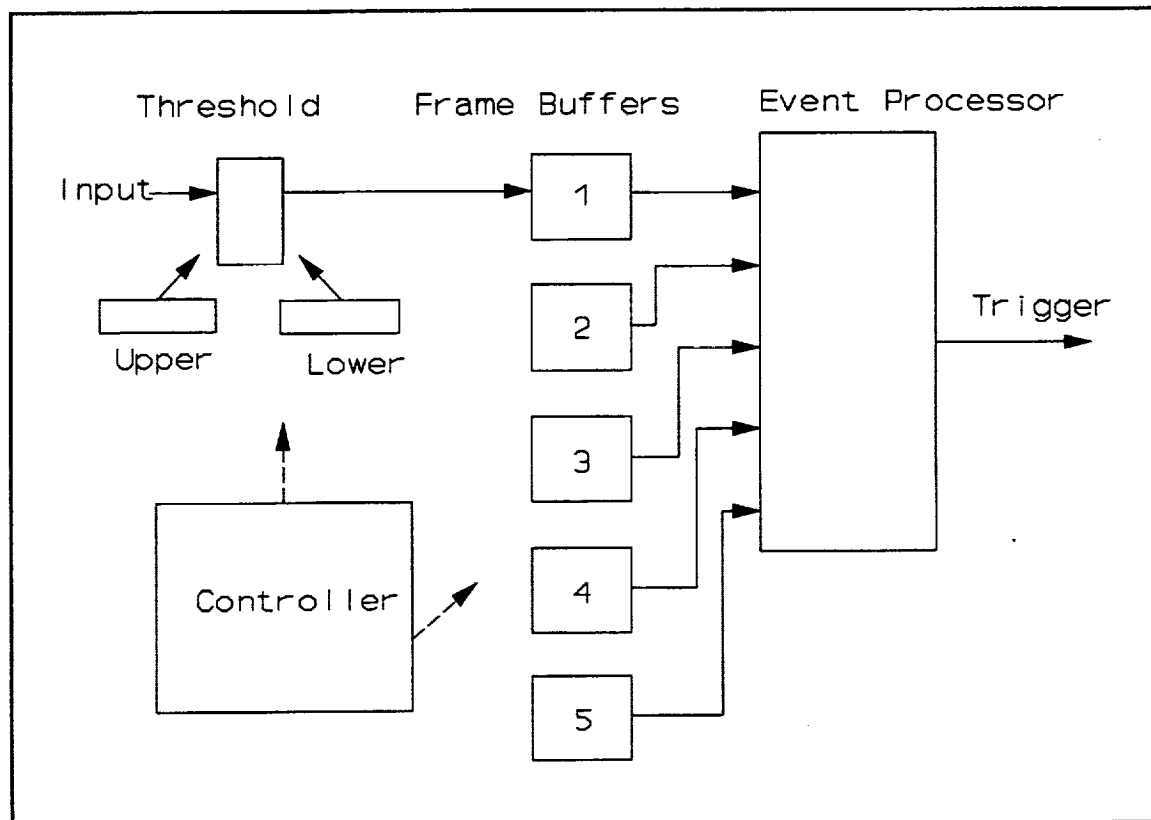 Threshold
Frame Buffers
Event Processor
Input
1
2
3
4
5
Upper
Lower
Trigger
Controller